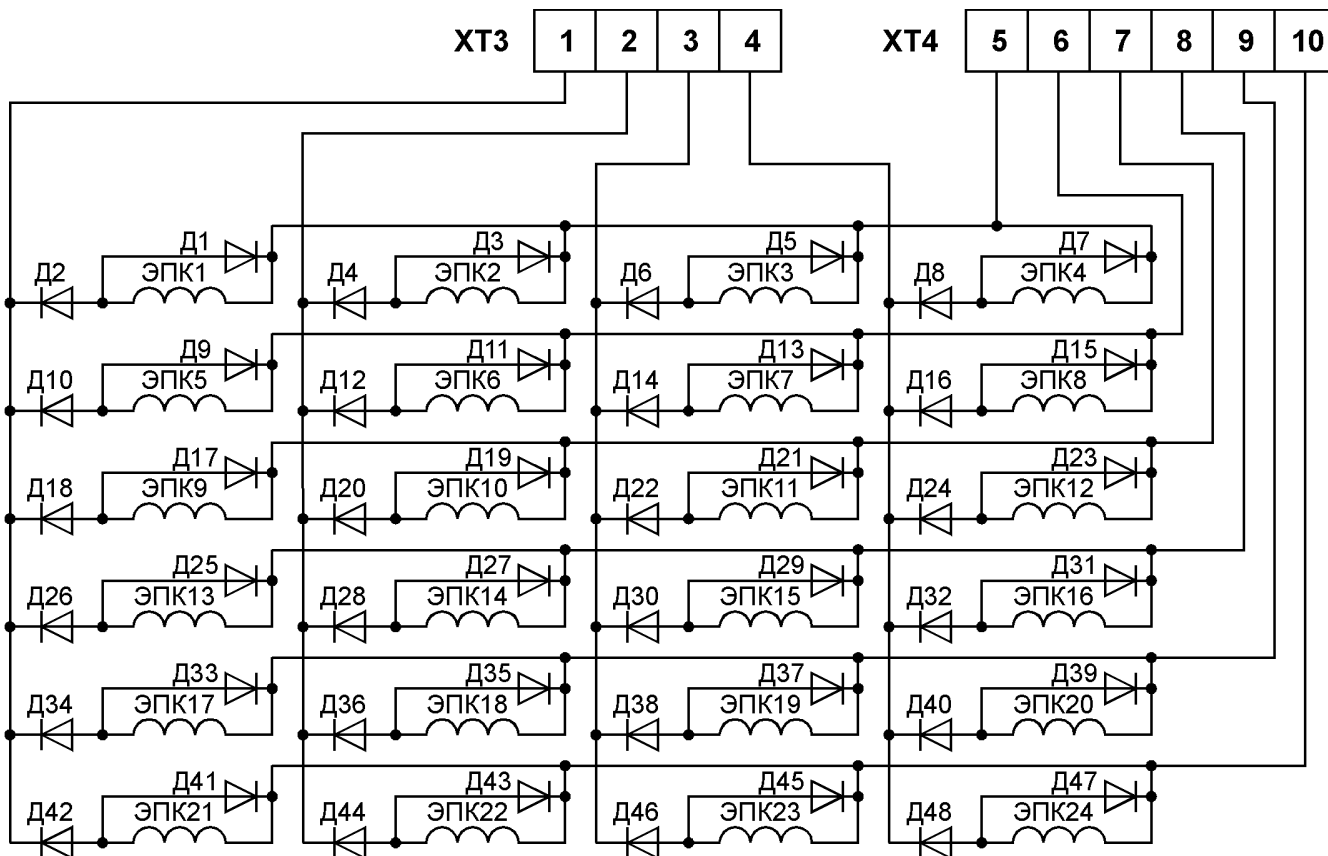 XT3 1 2 3 4 XT4 5 6 7 8 9 10
Д1 Д3 Д5 Д7
Д2 ЭПК1 Д4 ЭПК2 Д6 ЭПК3 Д8 ЭПК4
Д9 Д11 Д13 Д15
Д10 ЭПК5 Д12 ЭПК6 Д14 ЭПК7 Д16 ЭПК8
Д17 Д19 Д21 Д23
Д18 ЭПК9 Д20 ЭПК10 Д22 ЭПК11 Д24 ЭПК12
Д25 Д27 Д29 Д31
Д26 ЭПК13 Д28 ЭПК14 Д30 ЭПК15 Д32 ЭПК16
Д33 Д35 Д37 Д39
Д34 ЭПК17 Д36 ЭПК18 Д38 ЭПК19 Д40 ЭПК20
Д41 Д43 Д45 Д47
Д42 ЭПК21 Д44 ЭПК22 Д46 ЭПК23 Д48 ЭПК24